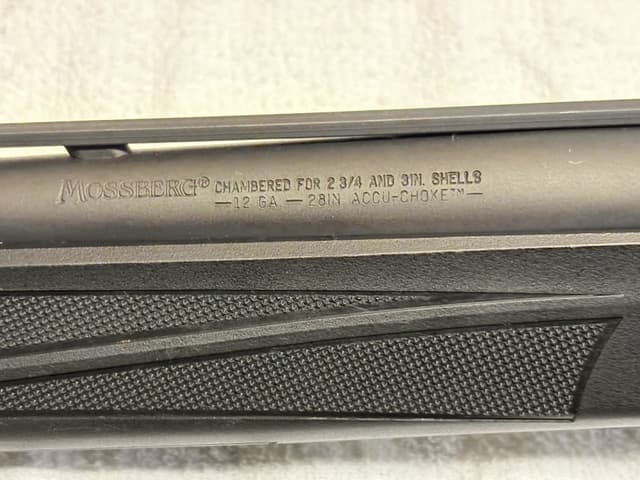 MOSSBERG® CHAMBERED FOR 2 3/4 AND 3IN. SHELLS
—12 GA. — 28IN ACCU-CHOKE™—